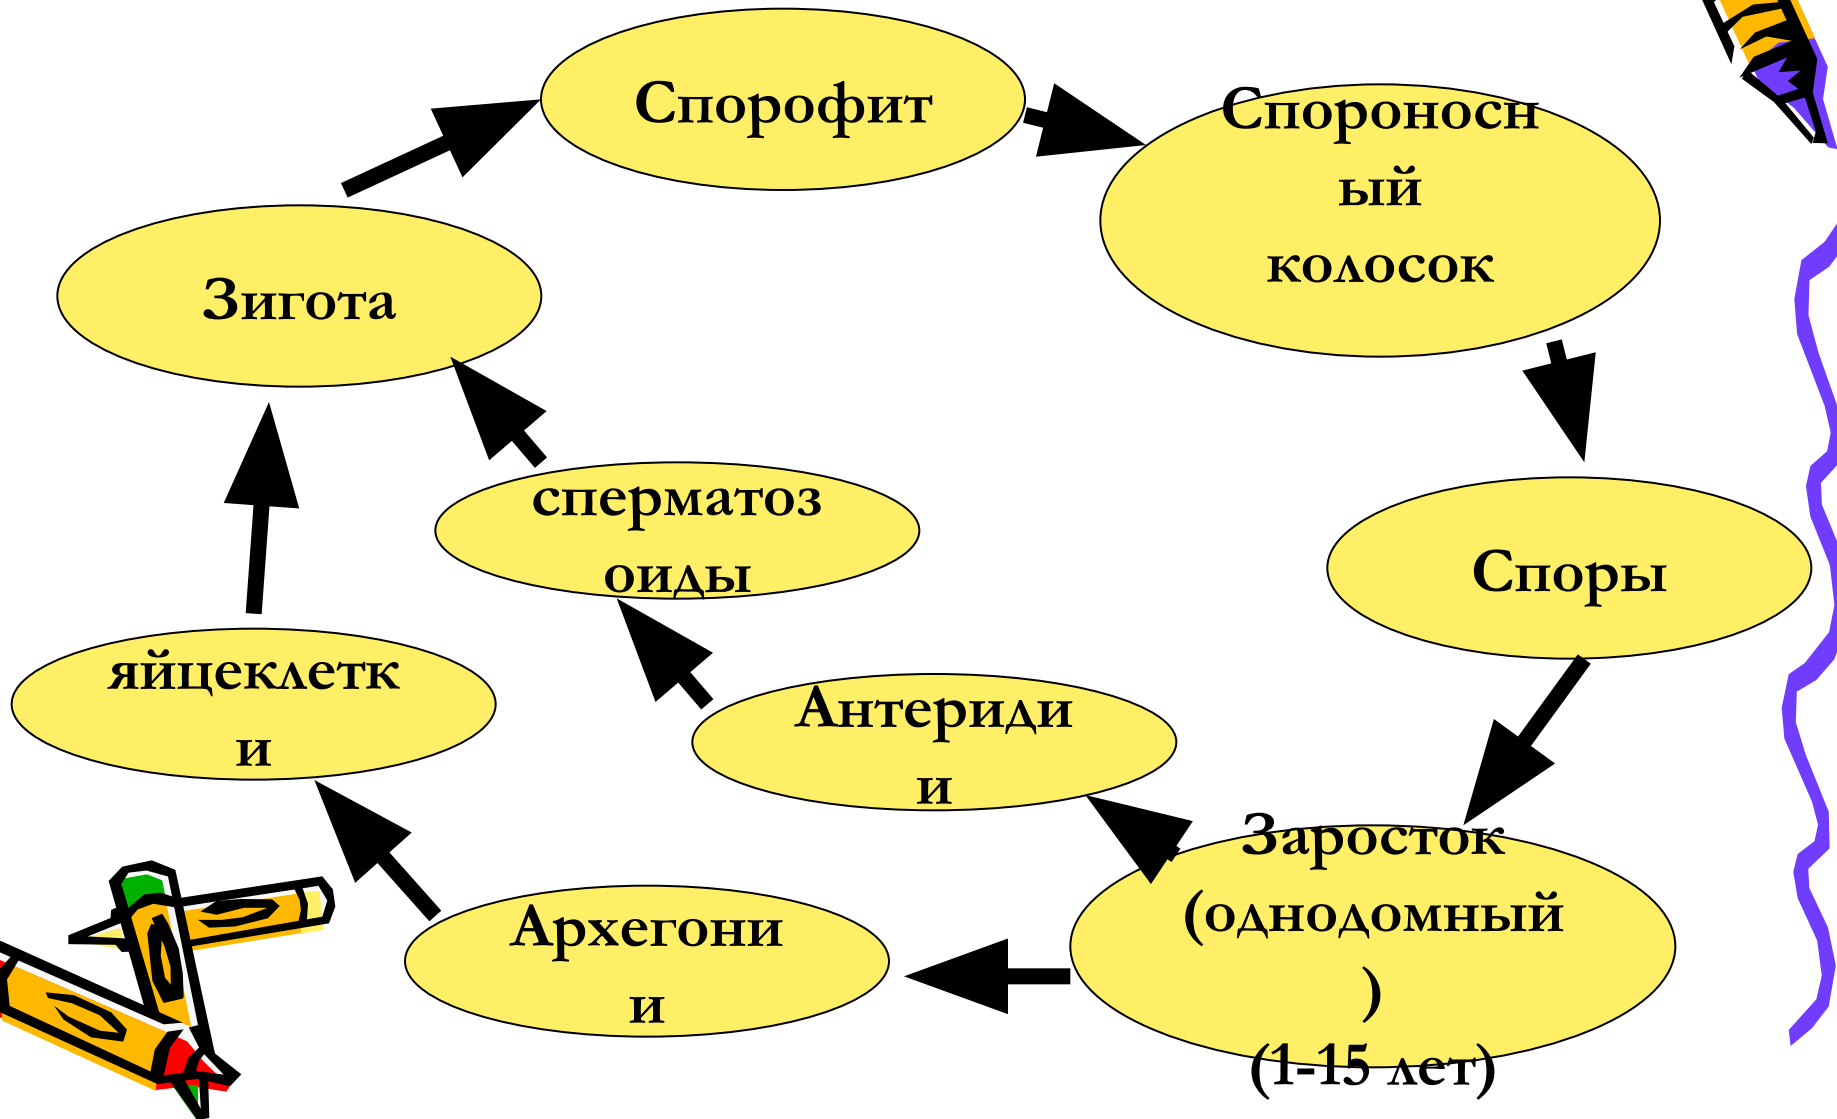 Спорофит
Спороносн
ый
колосок
Зигота
сперматоз
оиды
Споры
яйцеклетк
и
Антериди
и
Заросток
(однодомный
)
(1-15 лет)
Архегони
и